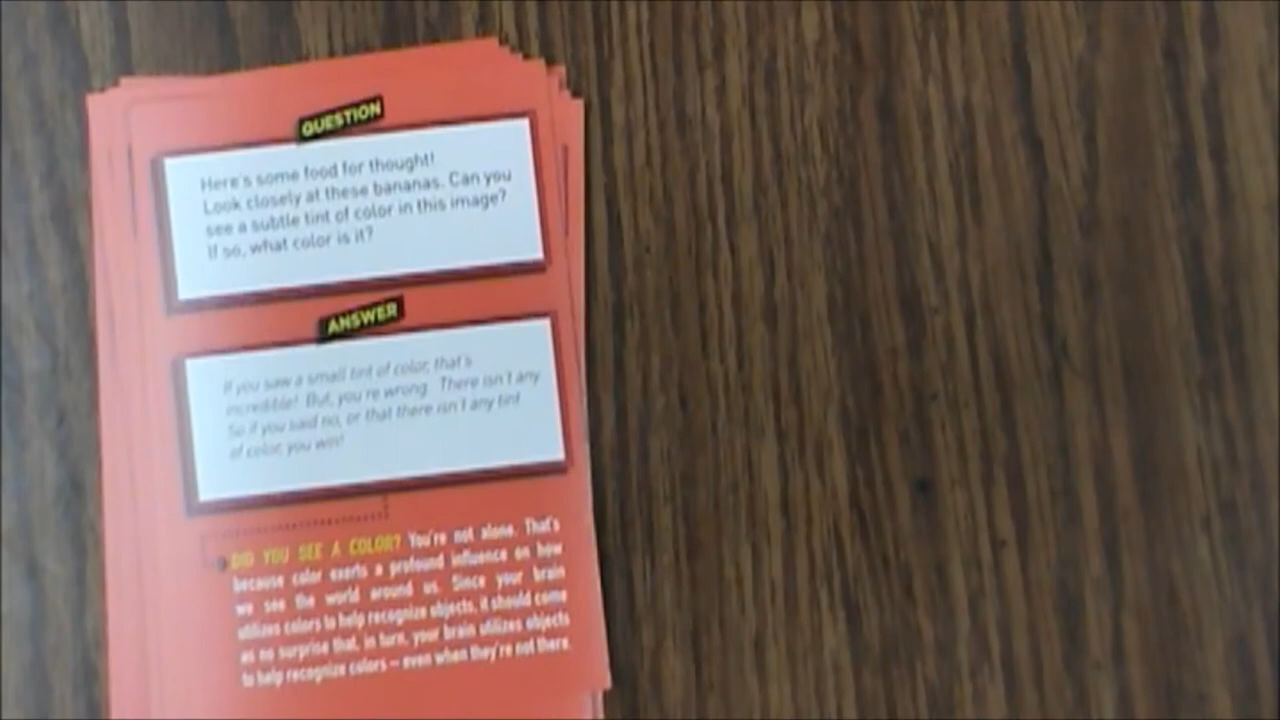 QUESTION
Here's some food for thought!
Look closely at these bananas. Can you
see a subtle tint of color in this image?
If so, what color is it?
ANSWER
If you saw a small tint of color, that's
incredible! But, you're wrong. There isn't any
So if you said no, or that there isn't any tint
of color, you win!
DID YOU SEE A COLOR? You're not alone. That's
because color exerts a profound influence on how
we see the world around us. Since your brain
utilizes colors to help recognize objects, it should come
as no surprise that, in turn, your brain utilizes objects
to help recognize colors – even when they're not there.